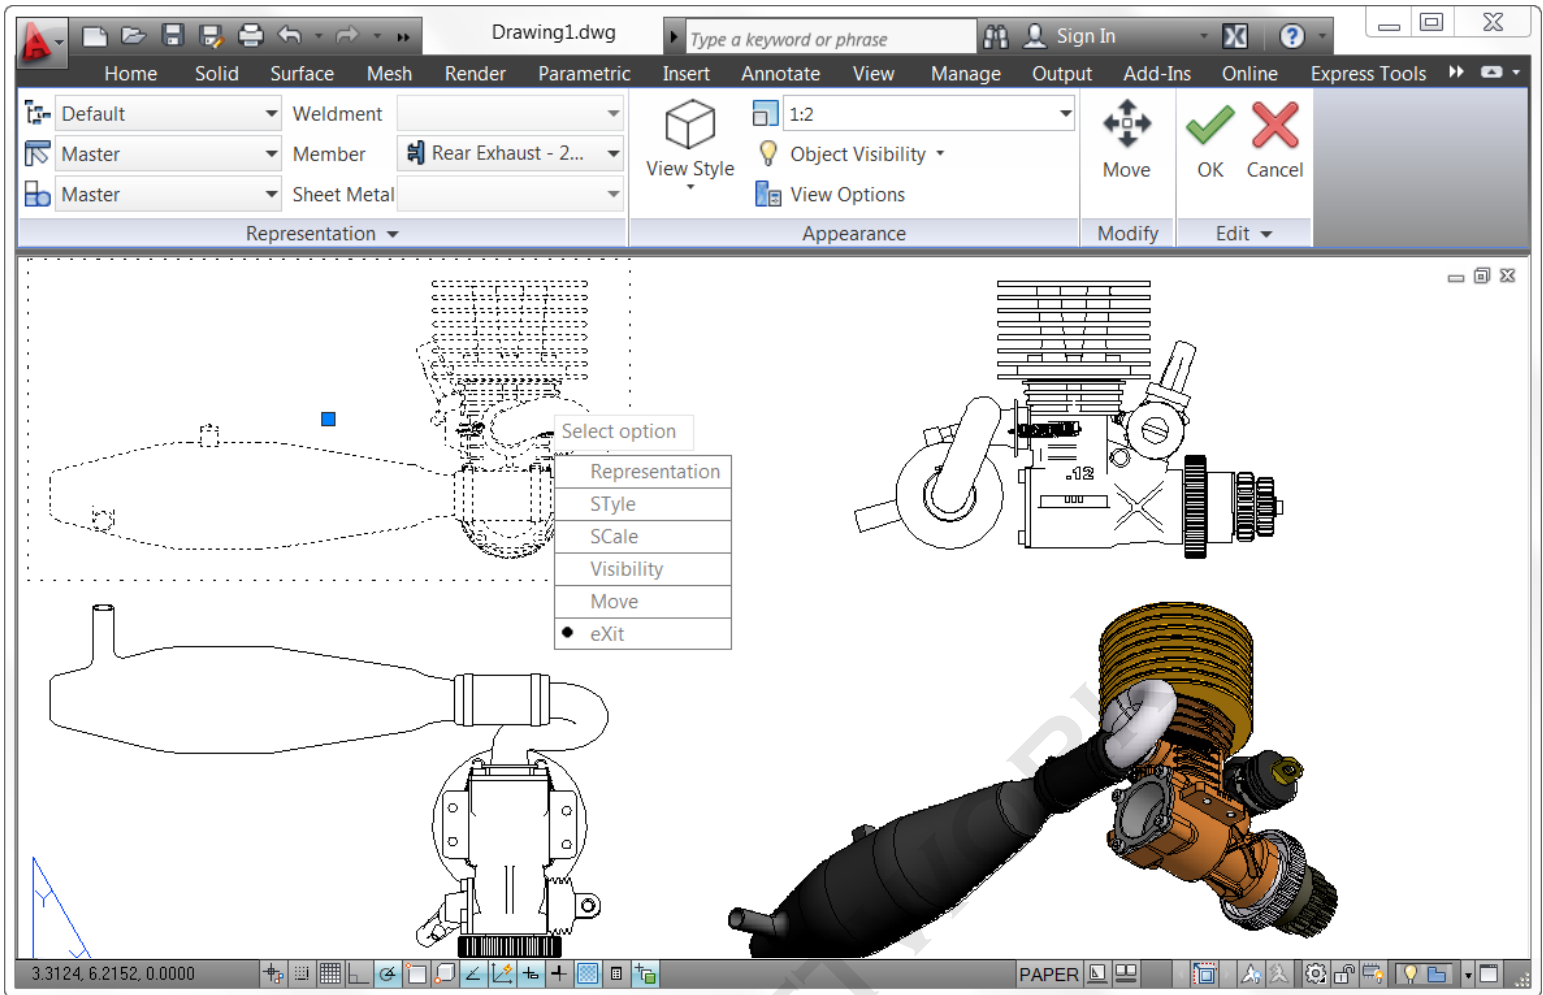 Drawing1.dwg
Type a keyword or phrase
Sign In
Home Solid Surface Mesh Render Parametric Insert Annotate View Manage Output Add-Ins Online Express Tools
Default
Weldment
1:2
Master
Member
Rear Exhaust - 2...
Object Visibility
View Style
Move
OK
Cancel
Master
Sheet Metal
View Options
Representation
Appearance
Modify
Edit
Select option
Representation
STyle
SCale
Visibility
Move
eXit
.12
Y
3.3124, 6.2152, 0.0000
PAPER